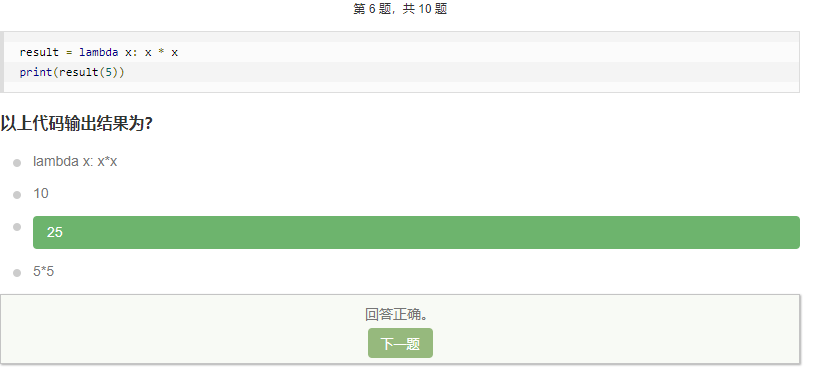 第 6 题，共 10 题
result = lambda x: x * x
print(result(5))
以上代码输出结果为？
lambda x: x*x
10
25
5*5
回答正确。
下一题